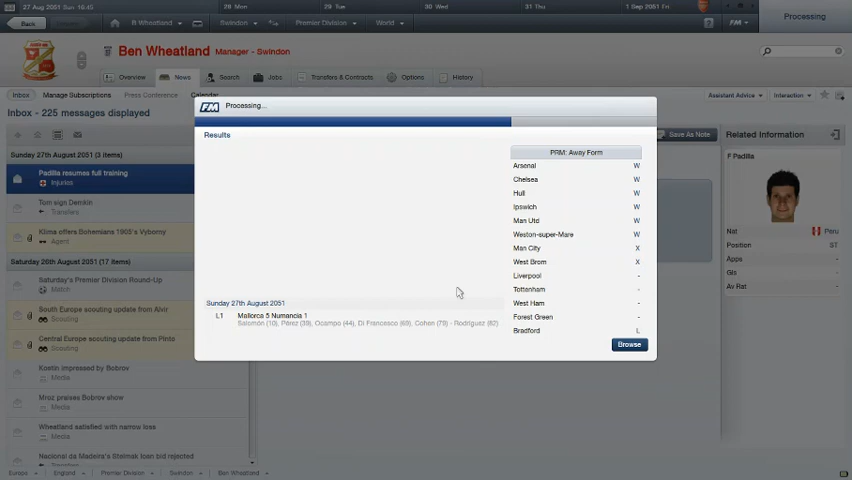 27 Aug 2051 Sun 16:45
28 Mon
29 Tue
30 Wed
31 Thu
1 Sep 2051
Processing
Back
B Wheatland
Swindon
Premier Division
World
?
FM
Ben Wheatland Manager - Swindon
Overview
News
Search
Jobs
Transfers & Contracts
Options
History
Inbox
Manage Subscriptions
Press Conference
Calendar
Assistant Advice
Interaction
Inbox - 225 messages displayed
Save As Note
Related Information
Sunday 27th August 2051 (3 items)
Padilla resumes full training
Injuries
Tom sign Demkin
Transfers
Klima offers Bohemians 1905's Vyborny
Agent
Saturday 26th August 2051 (17 items)
Saturday's Premier Division Round-Up
Match
South Europe scouting update from Alvir
Scouting
Central Europe scouting update from Pinto
Scouting
Kostin impressed by Bobrov
Media
Mroz praises Bobrov show
Media
Wheatland satisfied with narrow loss
Media
Nacional da Madeira's Stelmak loan bid rejected
FM Processing...
Results
PRM: Away Form
Arsenal W
Chelsea W
Hull W
Ipswich W
Man Utd W
Weston-super-Mare W
Man City X
West Brom X
Liverpool -
Tottenham -
West Ham -
Forest Green -
Bradford L
Sunday 27th August 2051
L1 Mallorca 5 Numancia 1
Salomón (10), Pérez (39), Ocampo (44), Di Francesco (69), Cohen (79) - Rodríguez (82)
Browse
F Padilla
Nat Peru
Position ST
Apps -
Gls -
Av Rat -
Europe
England
Premier Division
Swindon
Ben Wheatland